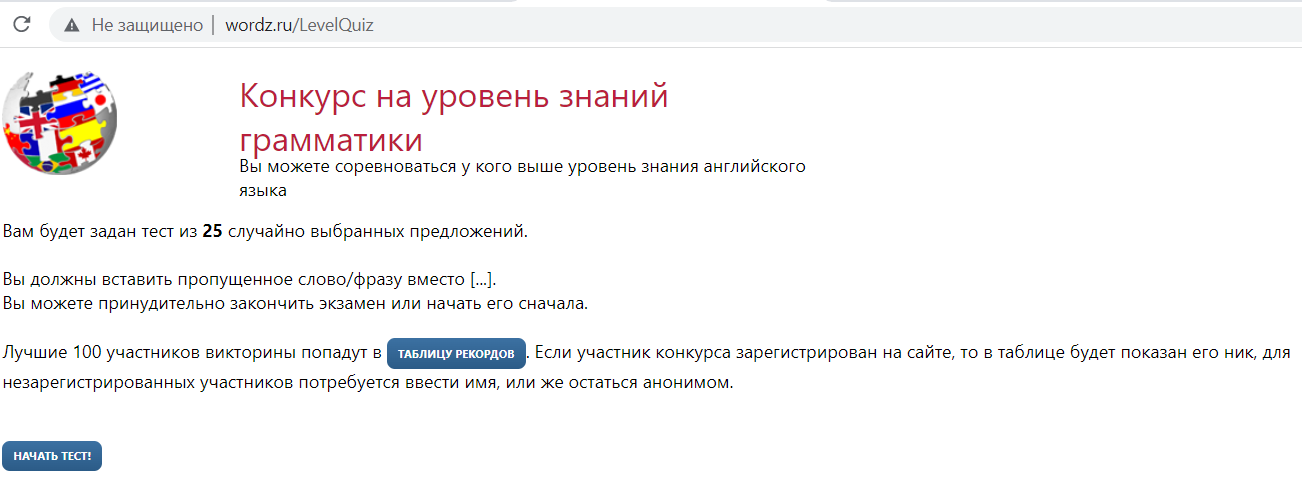 Не защищено | wordz.ru/LevelQuiz
Конкурс на уровень знаний
грамматики
Вы можете соревноваться у кого выше уровень знания английского
языка
Вам будет задан тест из 25 случайно выбранных предложений.
Вы должны вставить пропущенное слово/фразу вместо [...].
Вы можете принудительно закончить экзамен или начать его сначала.
Лучшие 100 участников викторины попадут в ТАБЛИЦУ РЕКОРДОВ. Если участник конкурса зарегистрирован на сайте, то в таблице будет показан его ник, для
незарегистрированных участников потребуется ввести имя, или же остаться анонимом.
НАЧАТЬ ТЕСТ!